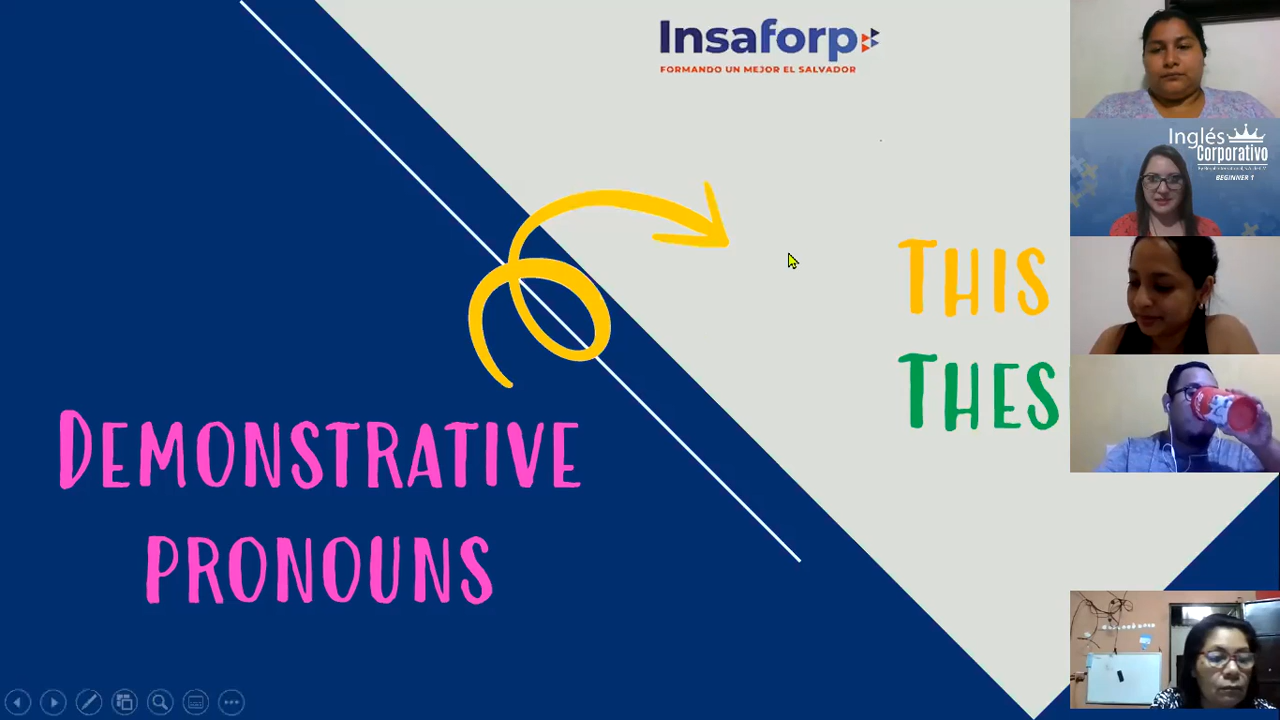 Insaforp
FORMANDO UN MEJOR EL SALVADOR
THIS
THES
DEMONSTRATIVE
PRONOUNS
Inglés
Corporativo
BEGINNER 1